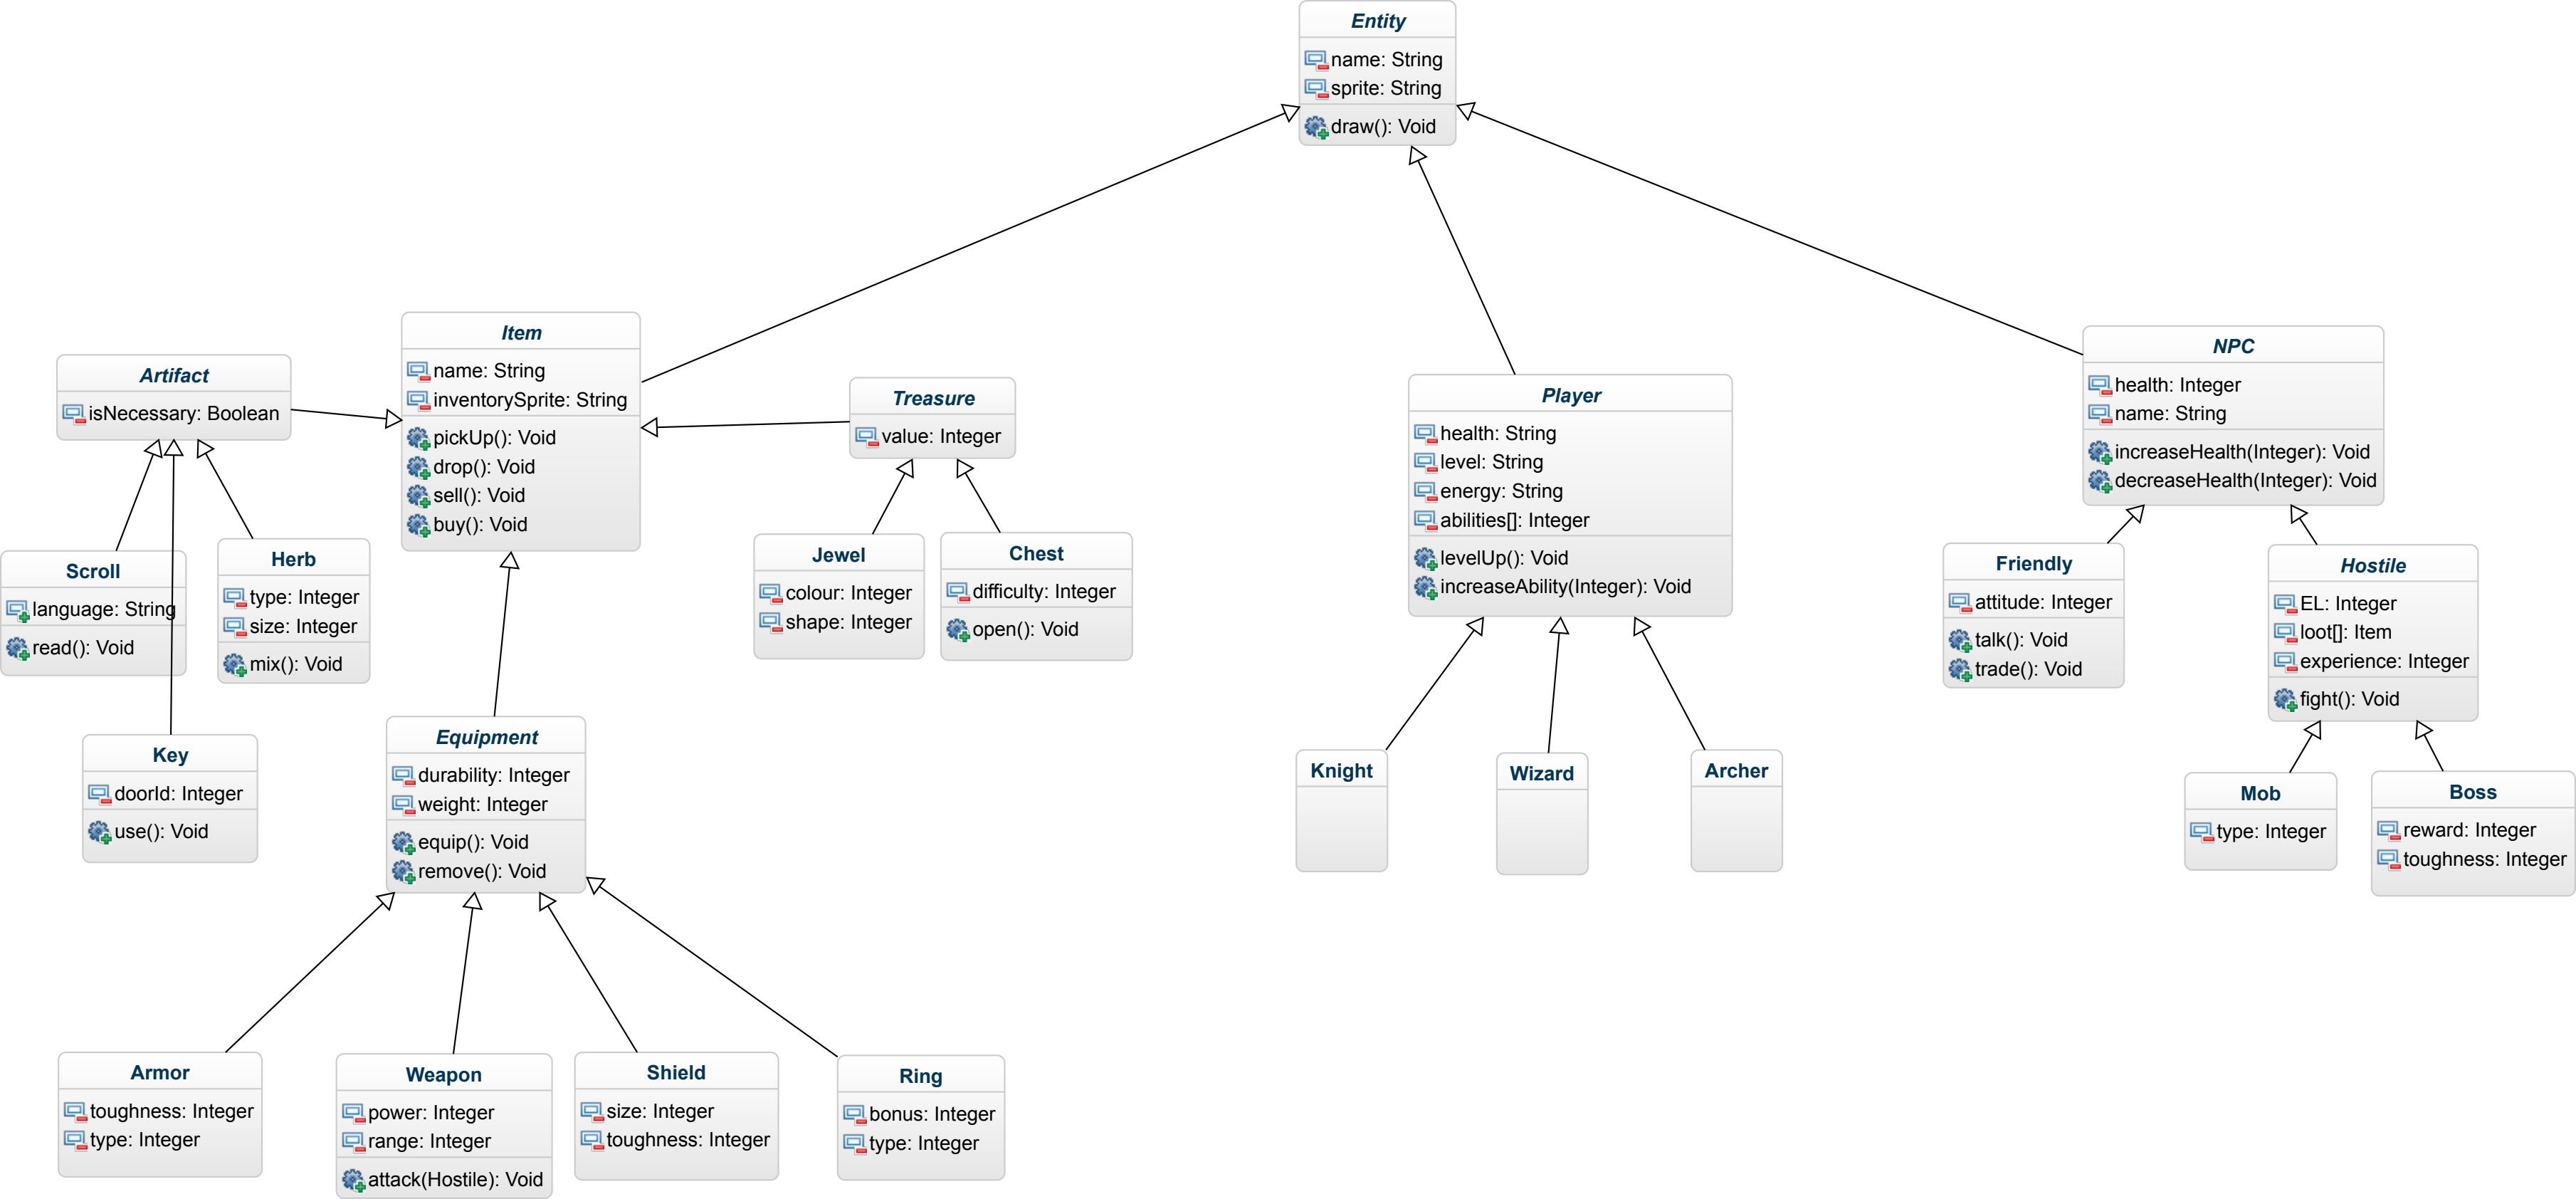 Entity
name: String
sprite: String
draw(): Void
Item
name: String
inventorySprite: String
pickUp(): Void
drop(): Void
sell(): Void
buy(): Void
Artifact
isNecessary: Boolean
Treasure
value: Integer
Player
health: String
level: String
energy: String
abilities[]: Integer
levelUp(): Void
increaseAbility(Integer): Void
NPC
health: Integer
name: String
increaseHealth(Integer): Void
decreaseHealth(Integer): Void
Scroll
language: String
read(): Void
Herb
type: Integer
size: Integer
mix(): Void
Jewel
colour: Integer
shape: Integer
Chest
difficulty: Integer
open(): Void
Friendly
attitude: Integer
talk(): Void
trade(): Void
Hostile
EL: Integer
loot[]: Item
experience: Integer
fight(): Void
Key
doorId: Integer
use(): Void
Equipment
durability: Integer
weight: Integer
equip(): Void
remove(): Void
Knight
Wizard
Archer
Mob
type: Integer
Boss
reward: Integer
toughness: Integer
Armor
toughness: Integer
type: Integer
Weapon
power: Integer
range: Integer
attack(Hostile): Void
Shield
size: Integer
toughness: Integer
Ring
bonus: Integer
type: Integer